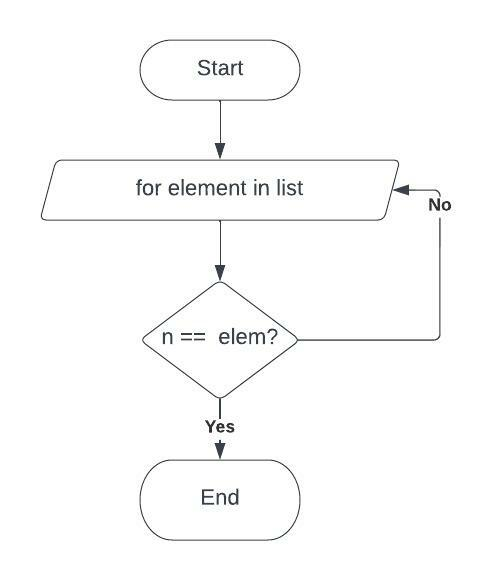 Start
for element in list
No
n == elem?
Yes
End